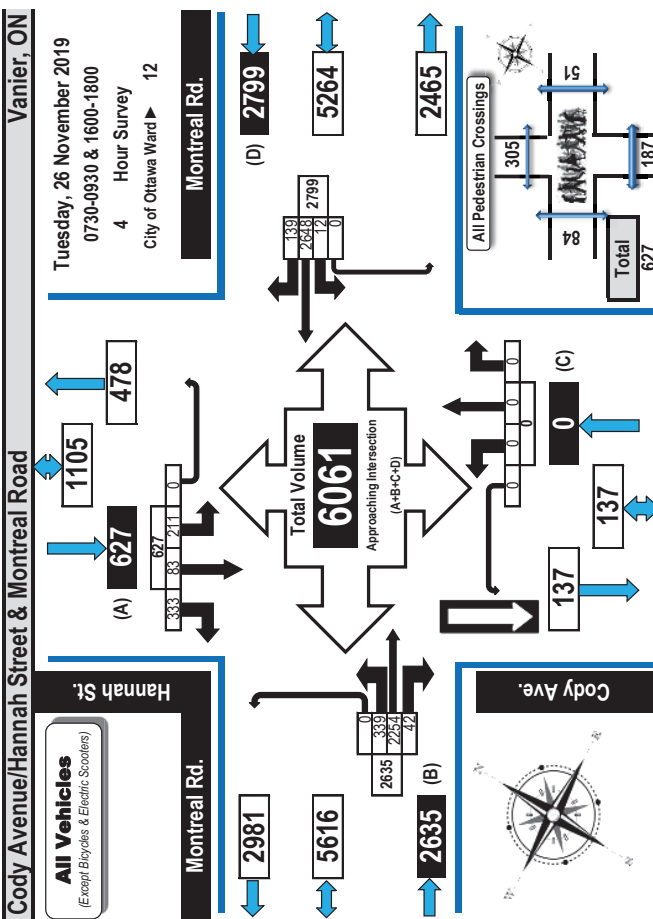 Cody Avenue/Hannah Street & Montreal Road Vanier, ON
All Vehicles
(Except Bicycles & Electric Scooters)
Montreal Rd.
Hannah St.
Tuesday, 26 November 2019
0730-0930 & 1600-1800
4 Hour Survey
City of Ottawa Ward ► 12
Montreal Rd.
(A)
627
1105
478
627
333 83 211 0
2981
5616
2635
(B)
2635
0
339
2254
42
Total Volume
6061
Approaching Intersection
(A+B+C+D)
139
2648
12
0
2799
2799
(D)
5264
2465
0 0 0 0
0
0
(C)
137
137
Cody Ave.
All Pedestrian Crossings
305
51
84
187
Total
627
N
N